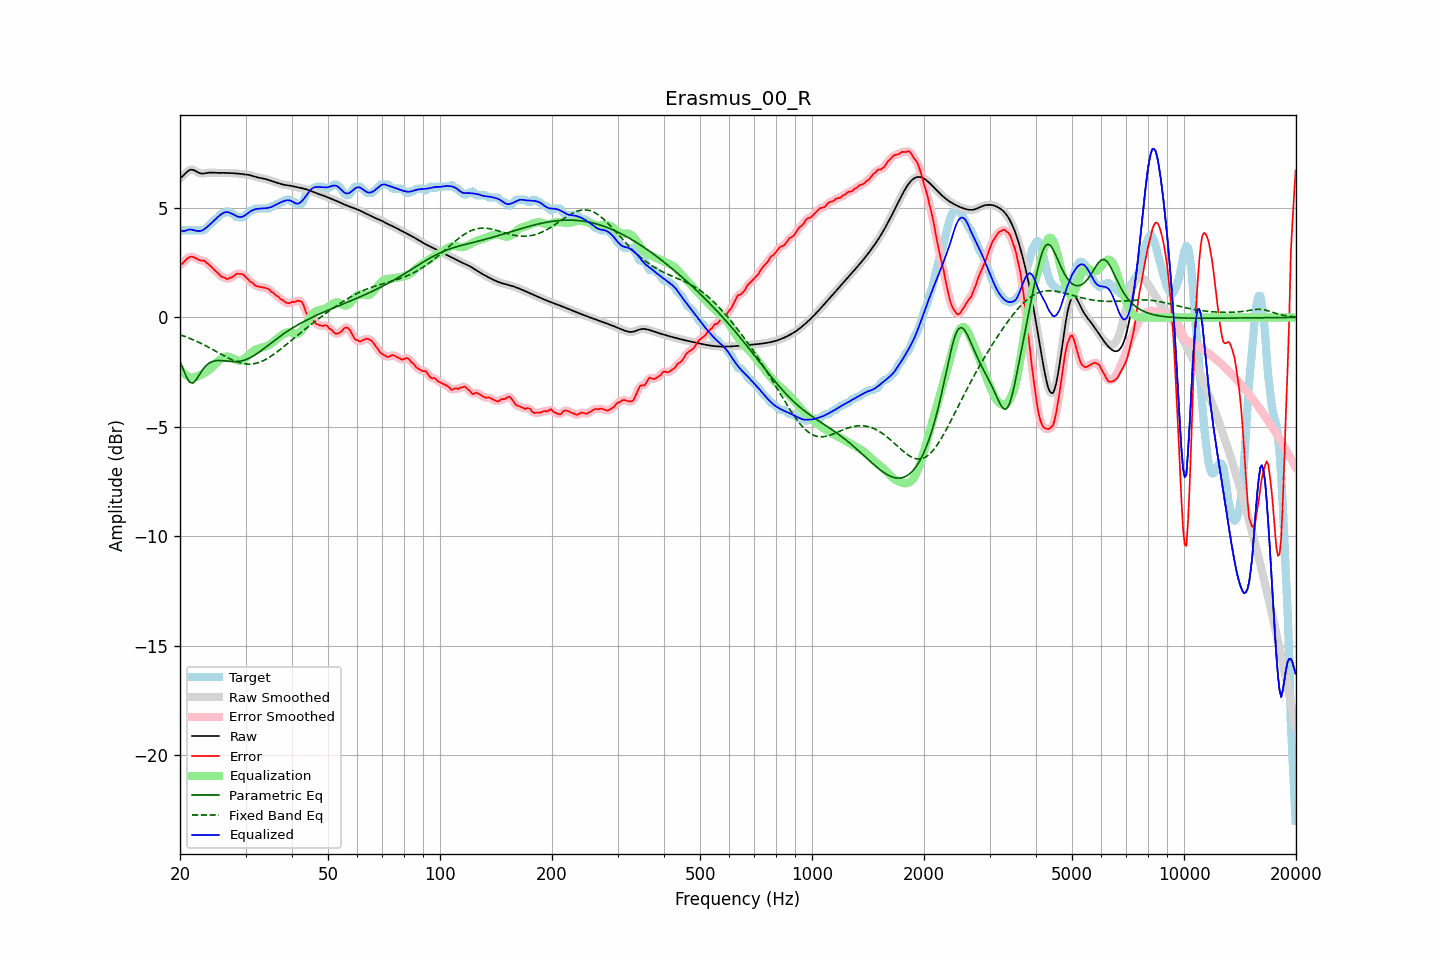 Erasmus_00_R
Amplitude (dBr)
5
0
−5
−10
−15
−20
Target
Raw Smoothed
Error Smoothed
Raw
Error
Equalization
Parametric Eq
Fixed Band Eq
Equalized
20 50 100 200 500 1000 2000 5000 10000 20000
Frequency (Hz)